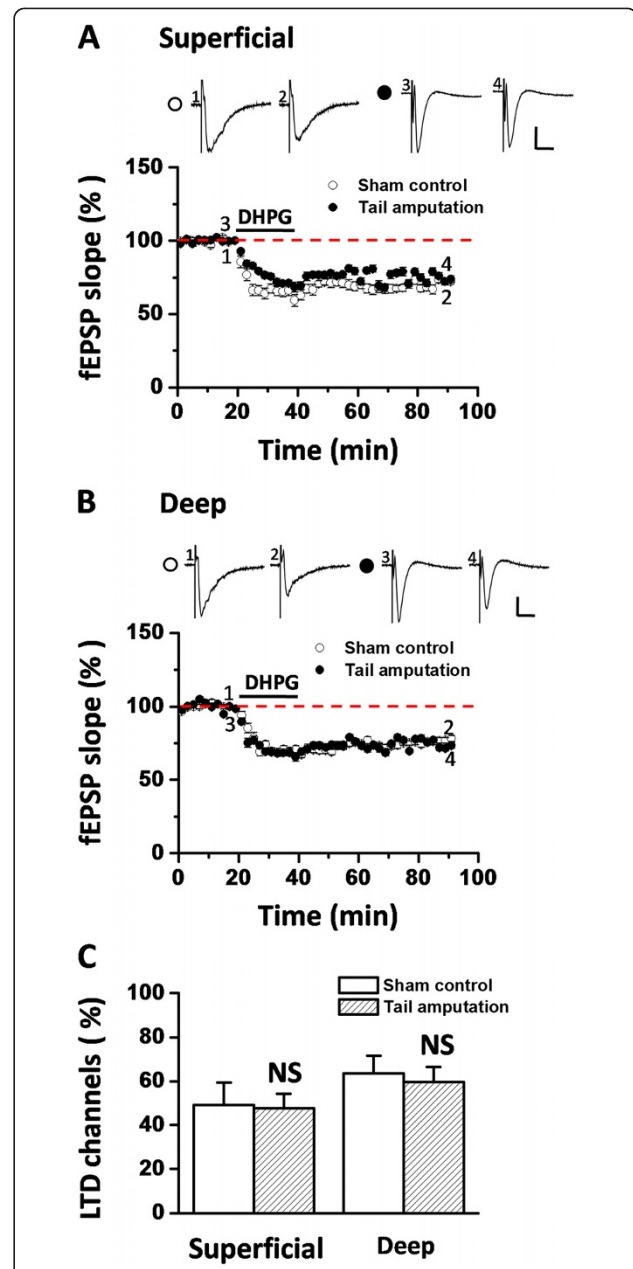 A Superficial
1 2 3 4
150
Sham control
Tail amputation
3 DHPG
100
1 4
2
50
0
fEPSP slope (% )
0 20 40 60 80 100
Time (min)
B Deep
1 2 3 4
150
Sham control
Tail amputation
1 DHPG
100
3 2
4
50
0
fEPSP slope (% )
0 20 40 60 80 100
Time (min)
C
Sham control
Tail amputation
100
80
NS NS
60
40
20
0
LTD channels ( %)
Superficial Deep